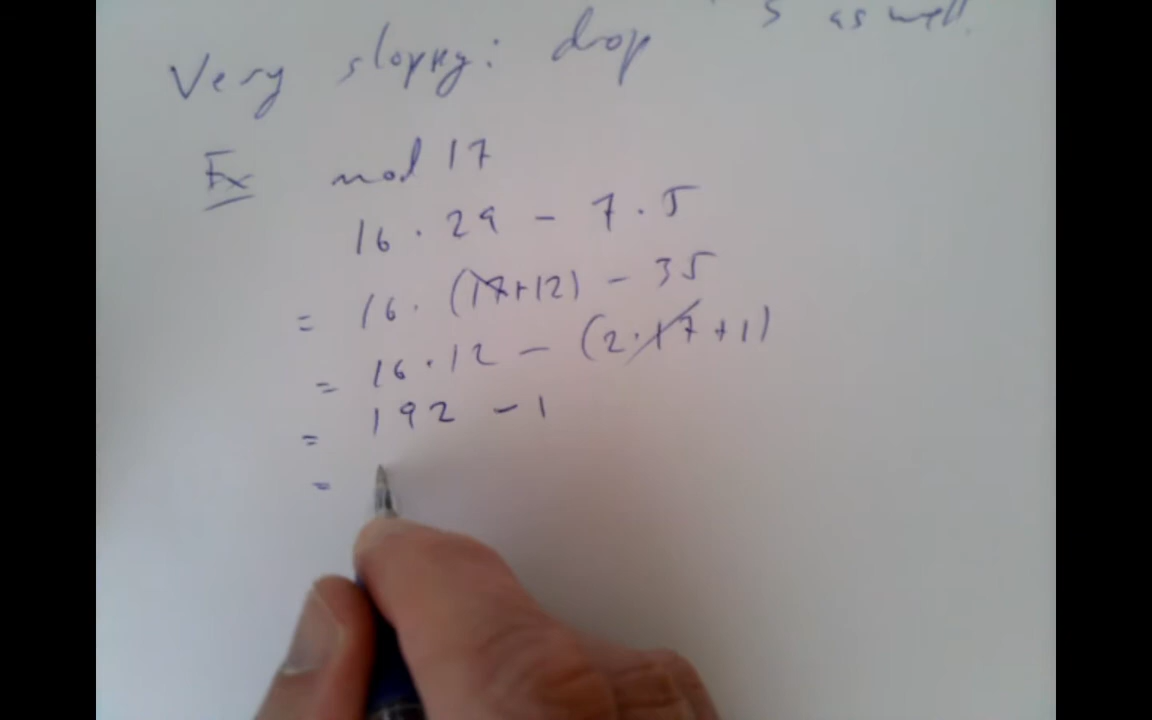 Very sloppy: drop 's as well.
Ex mod 17
16 · 29 - 7 · 5
= 16 · (17+12) - 35
= 16 · 12 - (2·17+1)
= 192 - 1
=